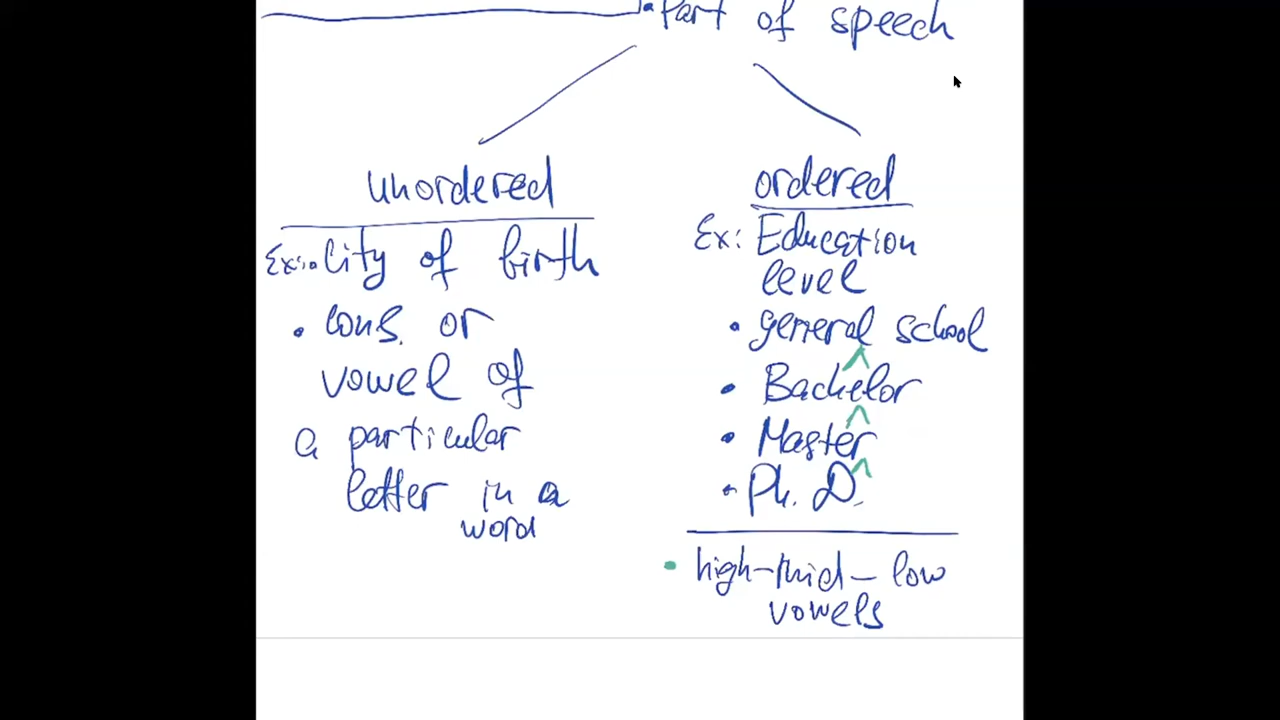 • Part of speech
unordered
Ex: • City of birth
• cons. or
vowel of
a particular
letter in a
word
ordered
Ex: Education
level
• general school
^
• Bachelor
^
• Master
^
• Ph. D.
• high-mid-low
vowels